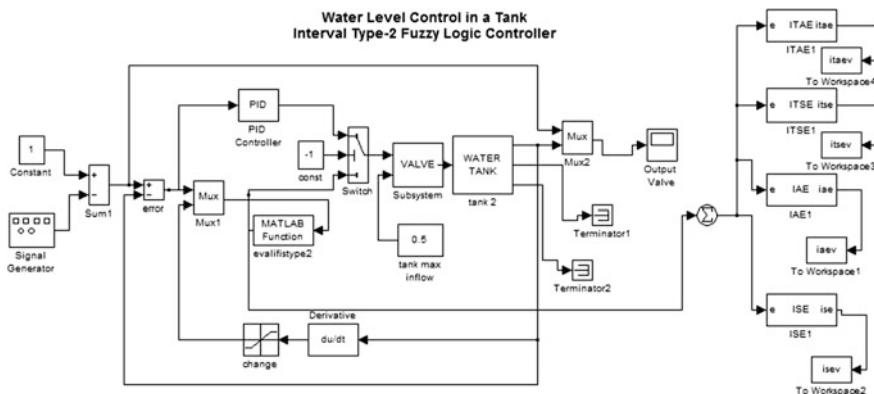 Water Level Control in a Tank
Interval Type-2 Fuzzy Logic Controller
1
Constant
Signal
Generator
+
−
Sum1
+
−
error
PID
PID
Controller
-1
const
Switch
Mux
Mux1
MATLAB
Function
evalifistype2
VALVE
Subsystem
0.5
tank max
inflow
WATER
TANK
tank 2
Mux
Mux2
Output
Valve
Terminator1
Terminator2
Derivative
du/dt
change
Σ
e ITAE itae
ITAE1
itaev
To Workspace4
e ITSE itse
ITSE1
itsev
To Workspace3
e IAE iae
IAE1
iaev
To Workspace1
e ISE ise
ISE1
isev
To Workspace2